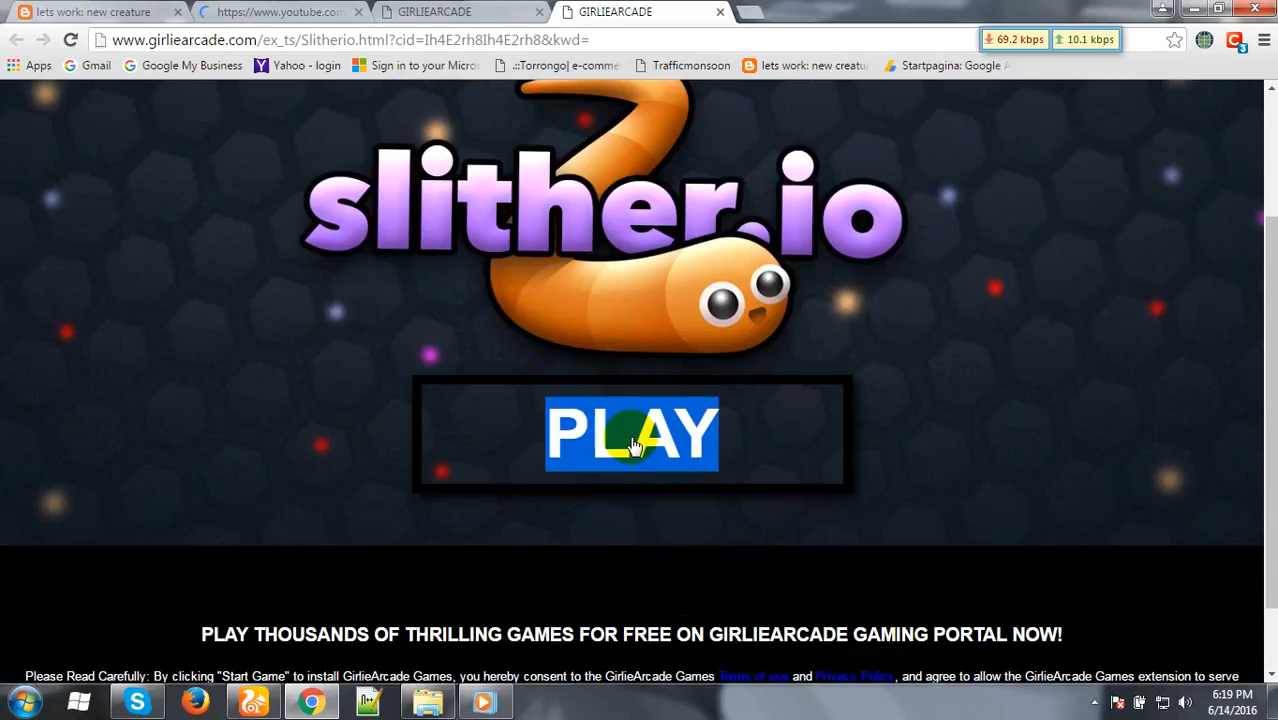 lets work: new creature
https://www.youtube.com
GIRLIEARCADE
GIRLIEARCADE
www.girliearcade.com/ex_ts/Slitherio.html?cid=Ih4E2rh8Ih4E2rh8&kwd=
69.2 kbps
10.1 kbps
3
Apps
Gmail
Google My Business
Yahoo - login
Sign in to your Micros
.::Torrongo| e-comme
Trafficmonsoon
lets work: new creatu
Startpagina: Google A
slither.io
PLAY
PLAY THOUSANDS OF THRILLING GAMES FOR FREE ON GIRLIEARCADE GAMING PORTAL NOW!
Please Read Carefully: By clicking "Start Game" to install GirlieArcade Games, you hereby consent to the GirlieArcade Games Terms of use and Privacy Policy, and agree to allow the GirlieArcade Games extension to serve
6:19 PM
6/14/2016